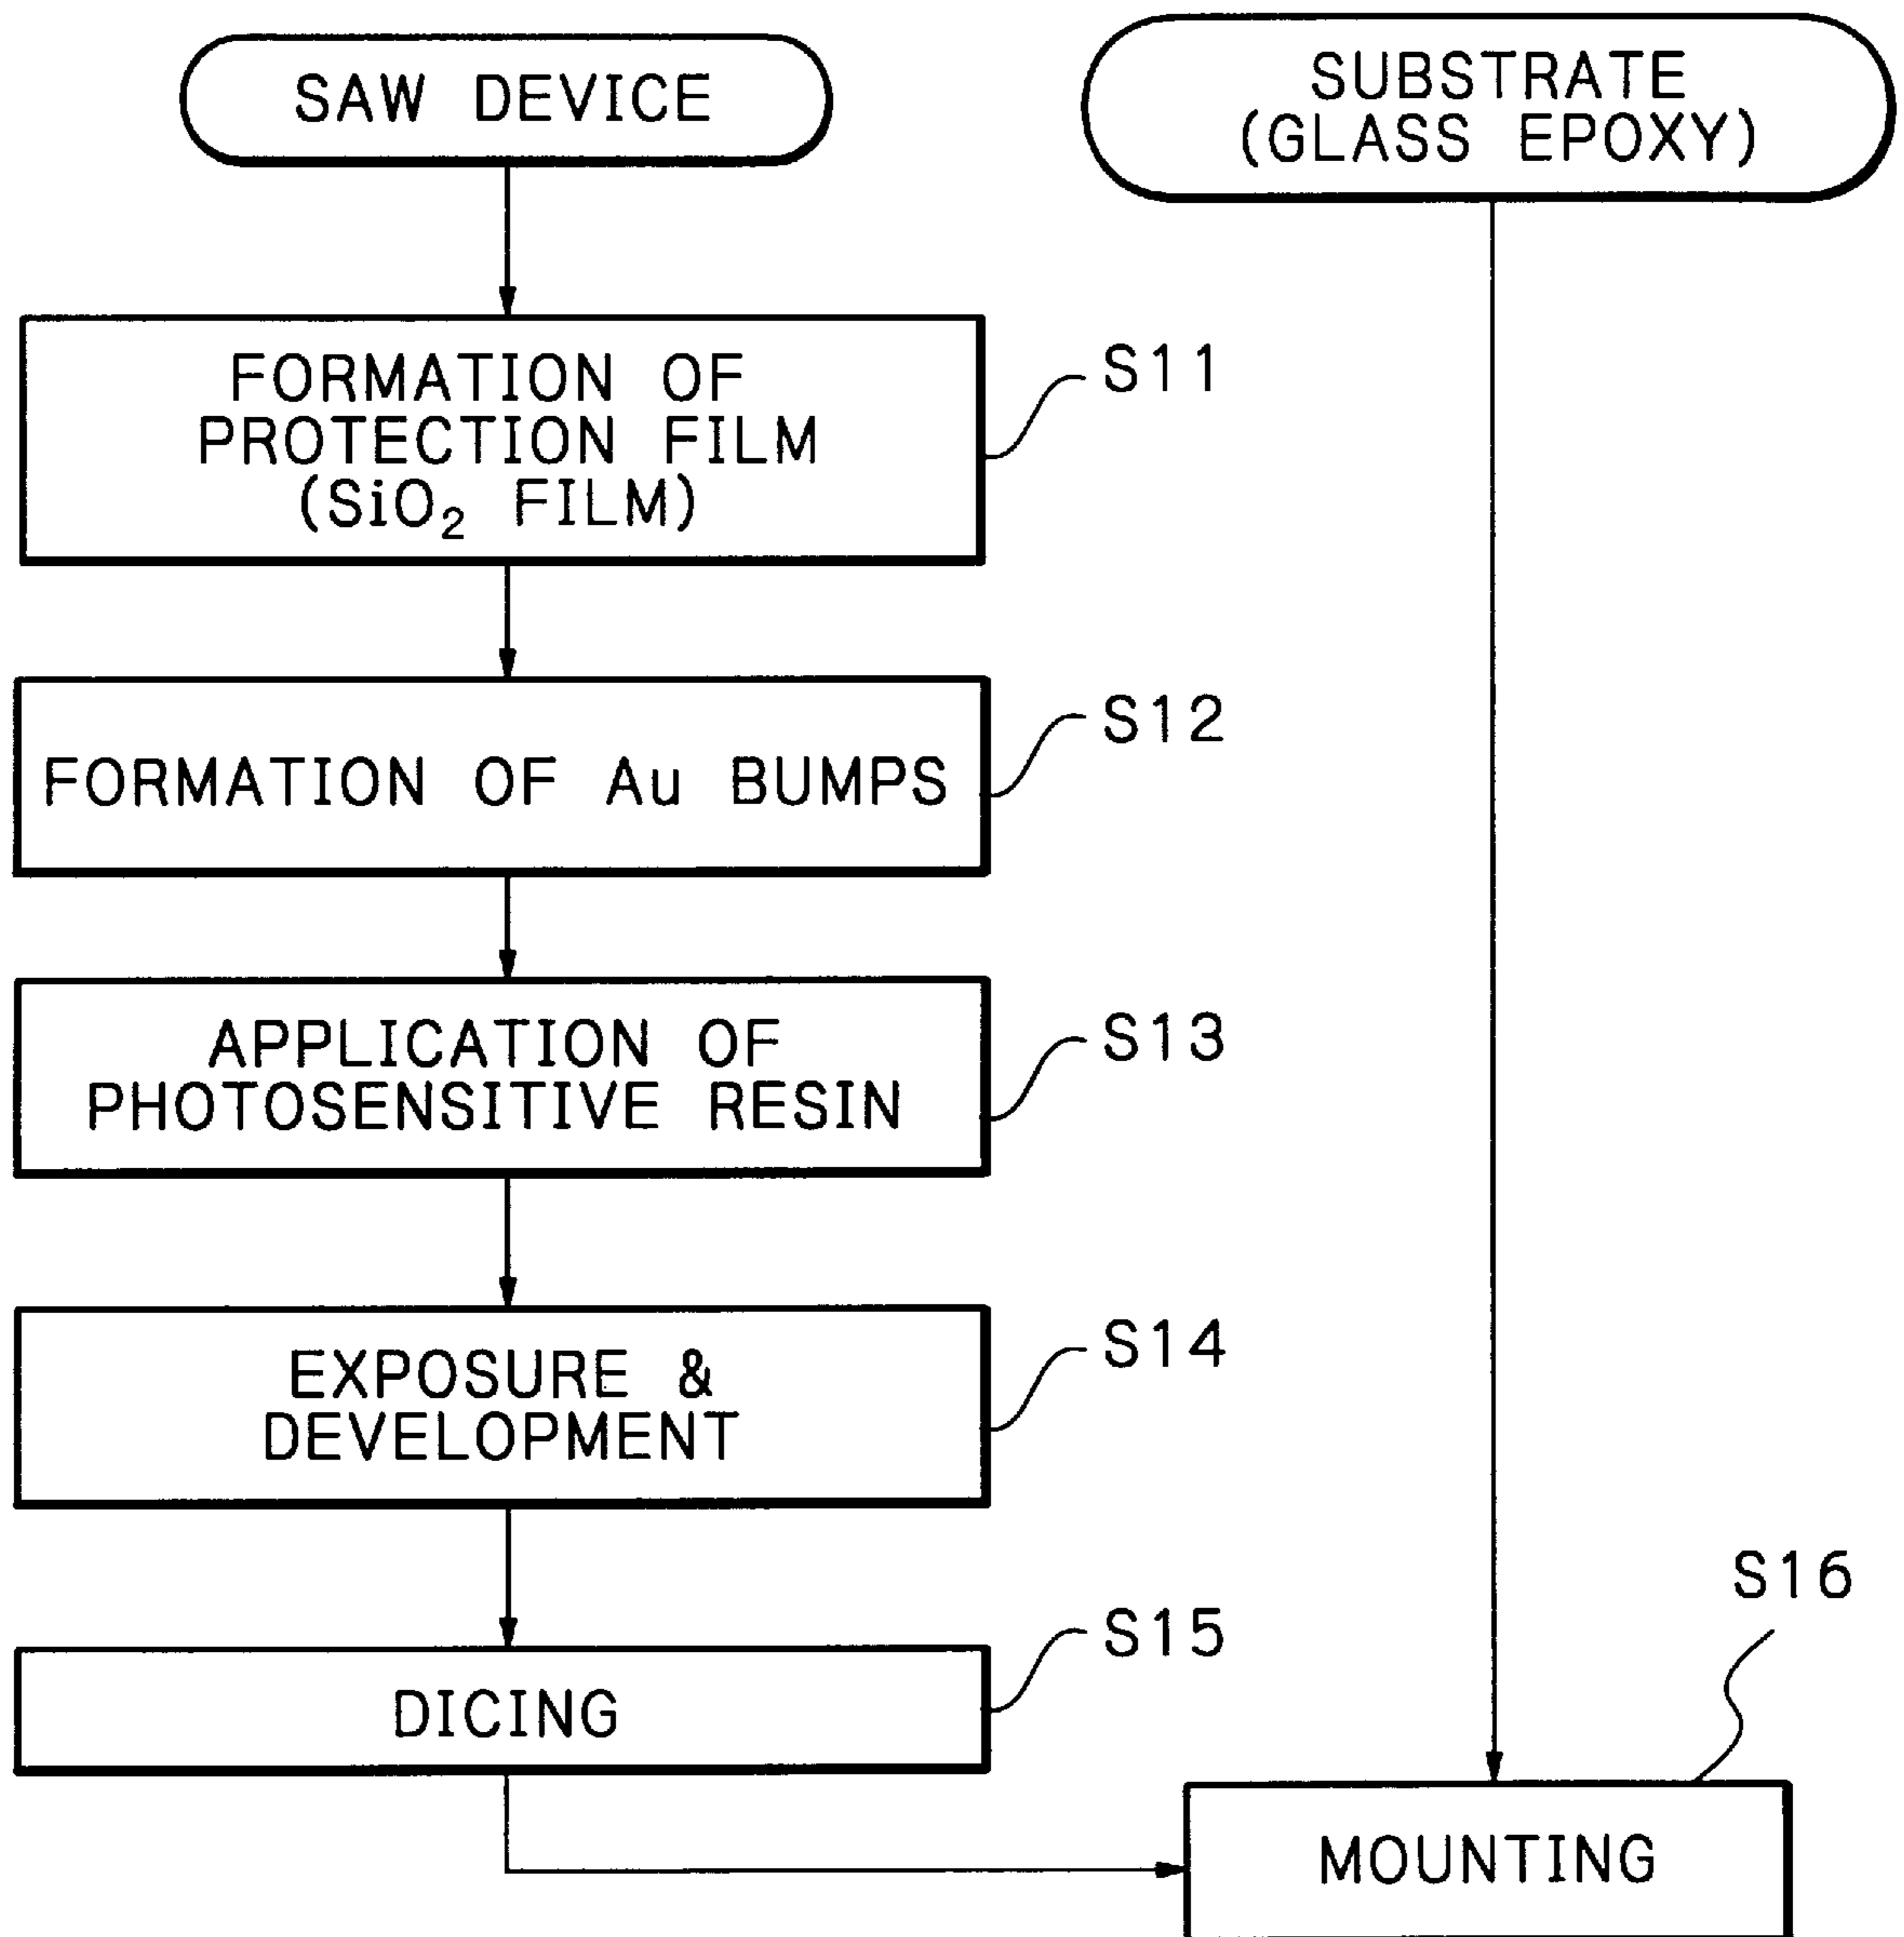 SAW DEVICE
SUBSTRATE
(GLASS EPOXY)
FORMATION OF
PROTECTION FILM
(SiO₂ FILM)
S11
FORMATION OF Au BUMPS
S12
APPLICATION OF
PHOTOSENSITIVE RESIN
S13
EXPOSURE &
DEVELOPMENT
S14
DICING
S15
S16
MOUNTING